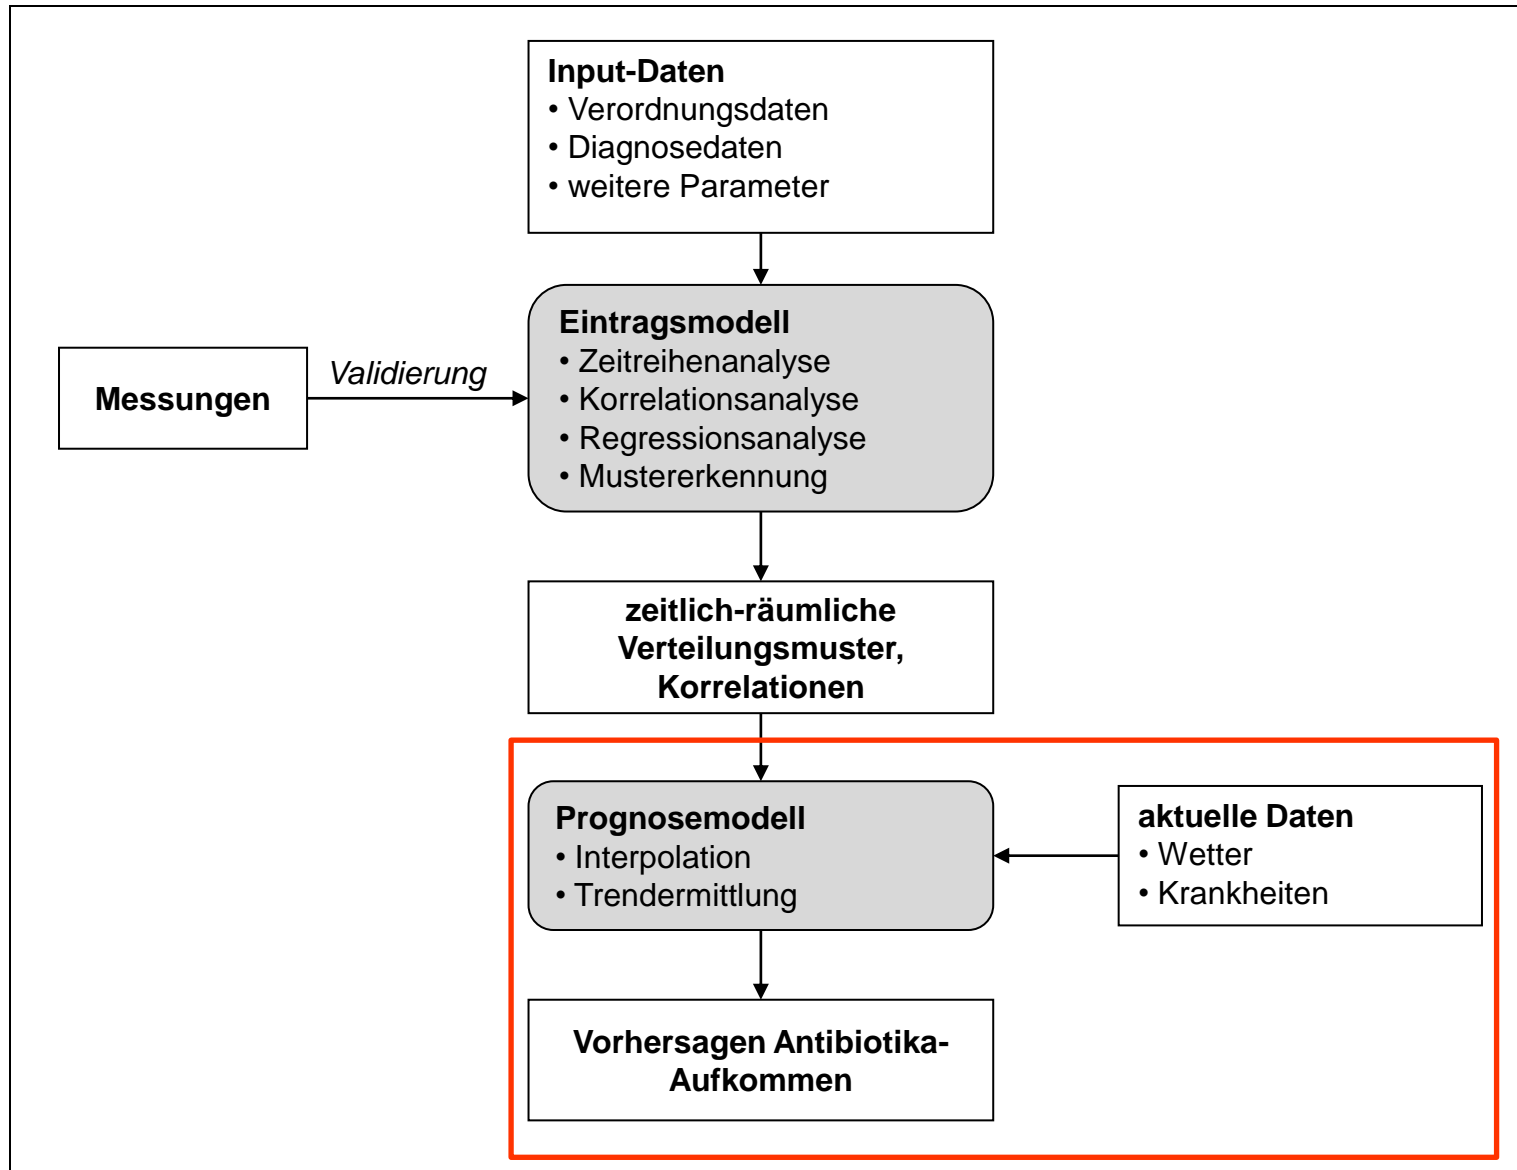 Input-Daten
• Verordnungsdaten
• Diagnosedaten
• weitere Parameter
Eintragsmodell
• Zeitreihenanalyse
• Korrelationsanalyse
• Regressionsanalyse
• Mustererkennung
Messungen
Validierung
zeitlich-räumliche
Verteilungsmuster,
Korrelationen
Prognosemodell
• Interpolation
• Trendermittlung
aktuelle Daten
• Wetter
• Krankheiten
Vorhersagen Antibiotika-
Aufkommen